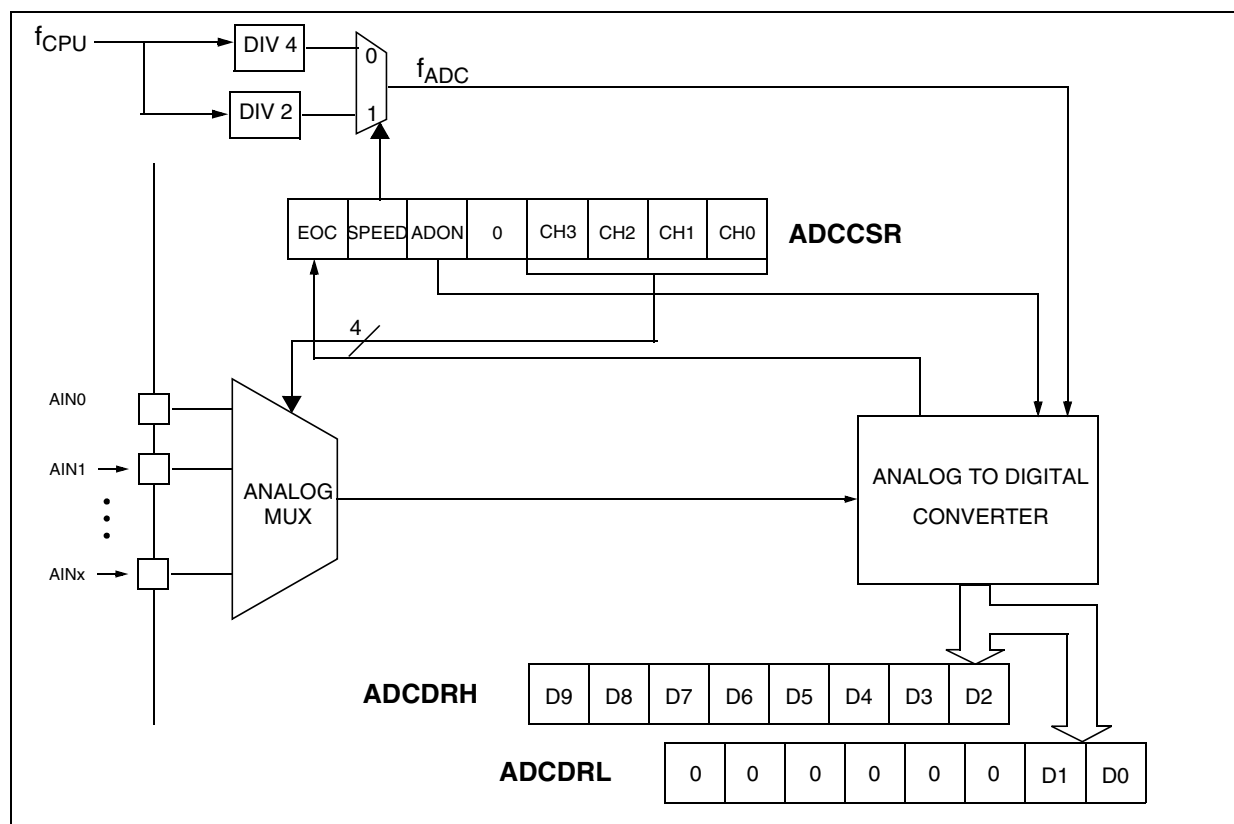 fCPU
DIV 4
0
fADC
DIV 2
1
EOC SPEED ADON 0 CH3 CH2 CH1 CH0
ADCCSR
4
AIN0
AIN1
ANALOG
MUX
AINx
ANALOG TO DIGITAL
CONVERTER
ADCDRH
D9 D8 D7 D6 D5 D4 D3 D2
ADCDRL
0 0 0 0 0 0 D1 D0